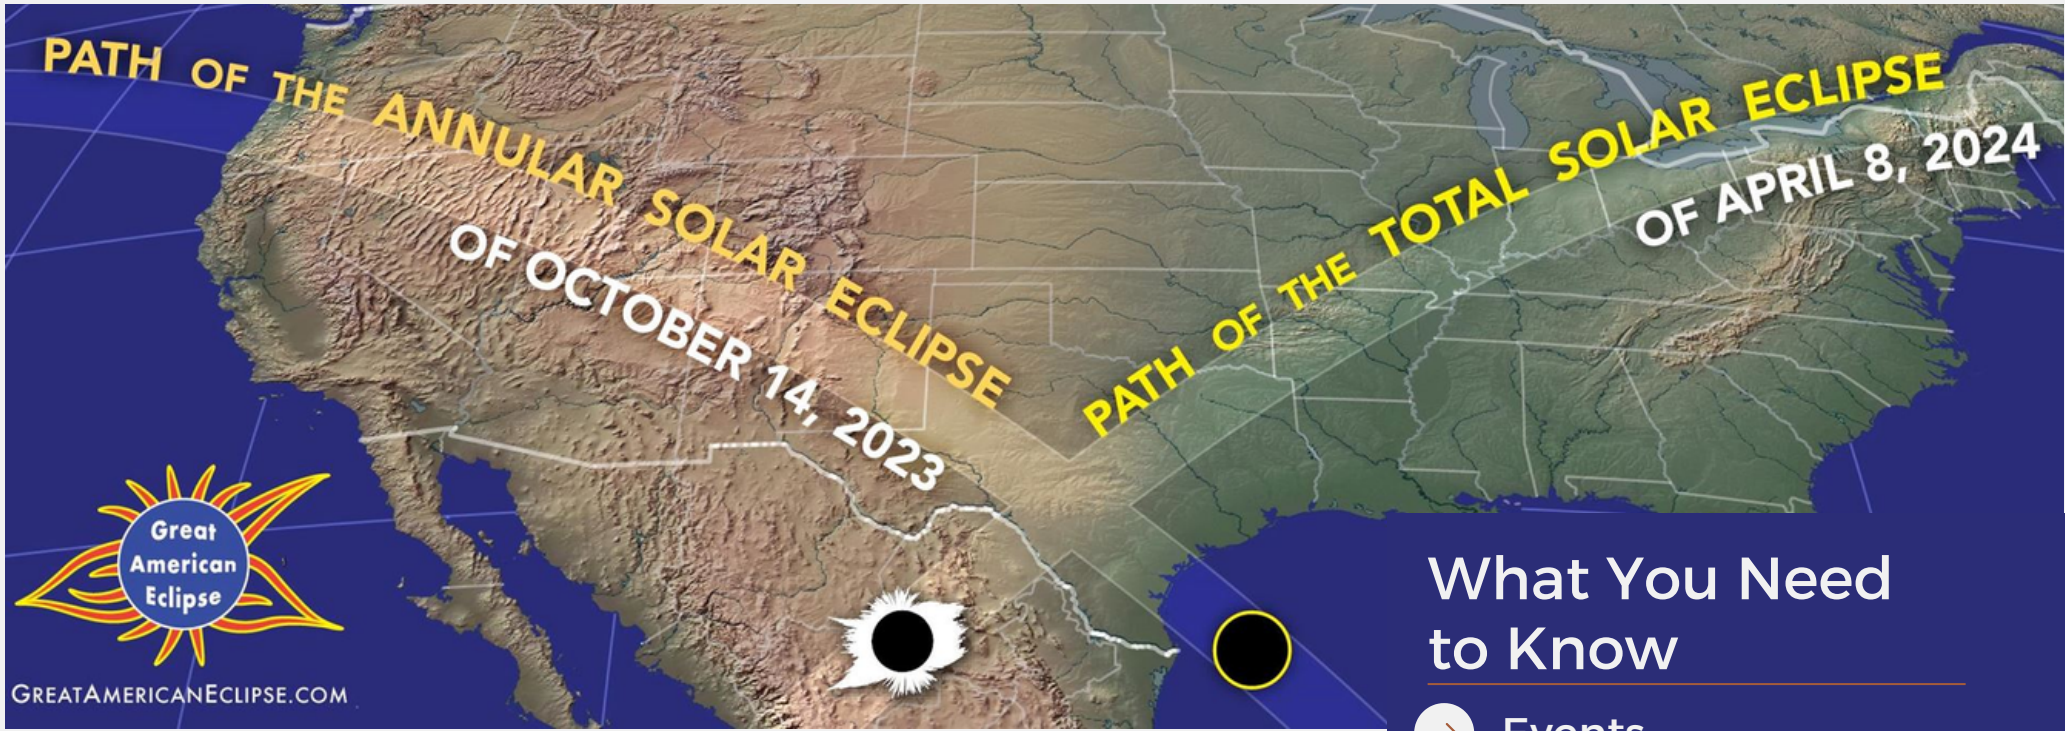 PATH OF THE ANNULAR SOLAR ECLIPSE
OF OCTOBER 14, 2023
PATH OF THE TOTAL SOLAR ECLIPSE
OF APRIL 8, 2024
Great
American
Eclipse
GREATAMERICANECLIPSE.COM
What You Need
to Know
Events